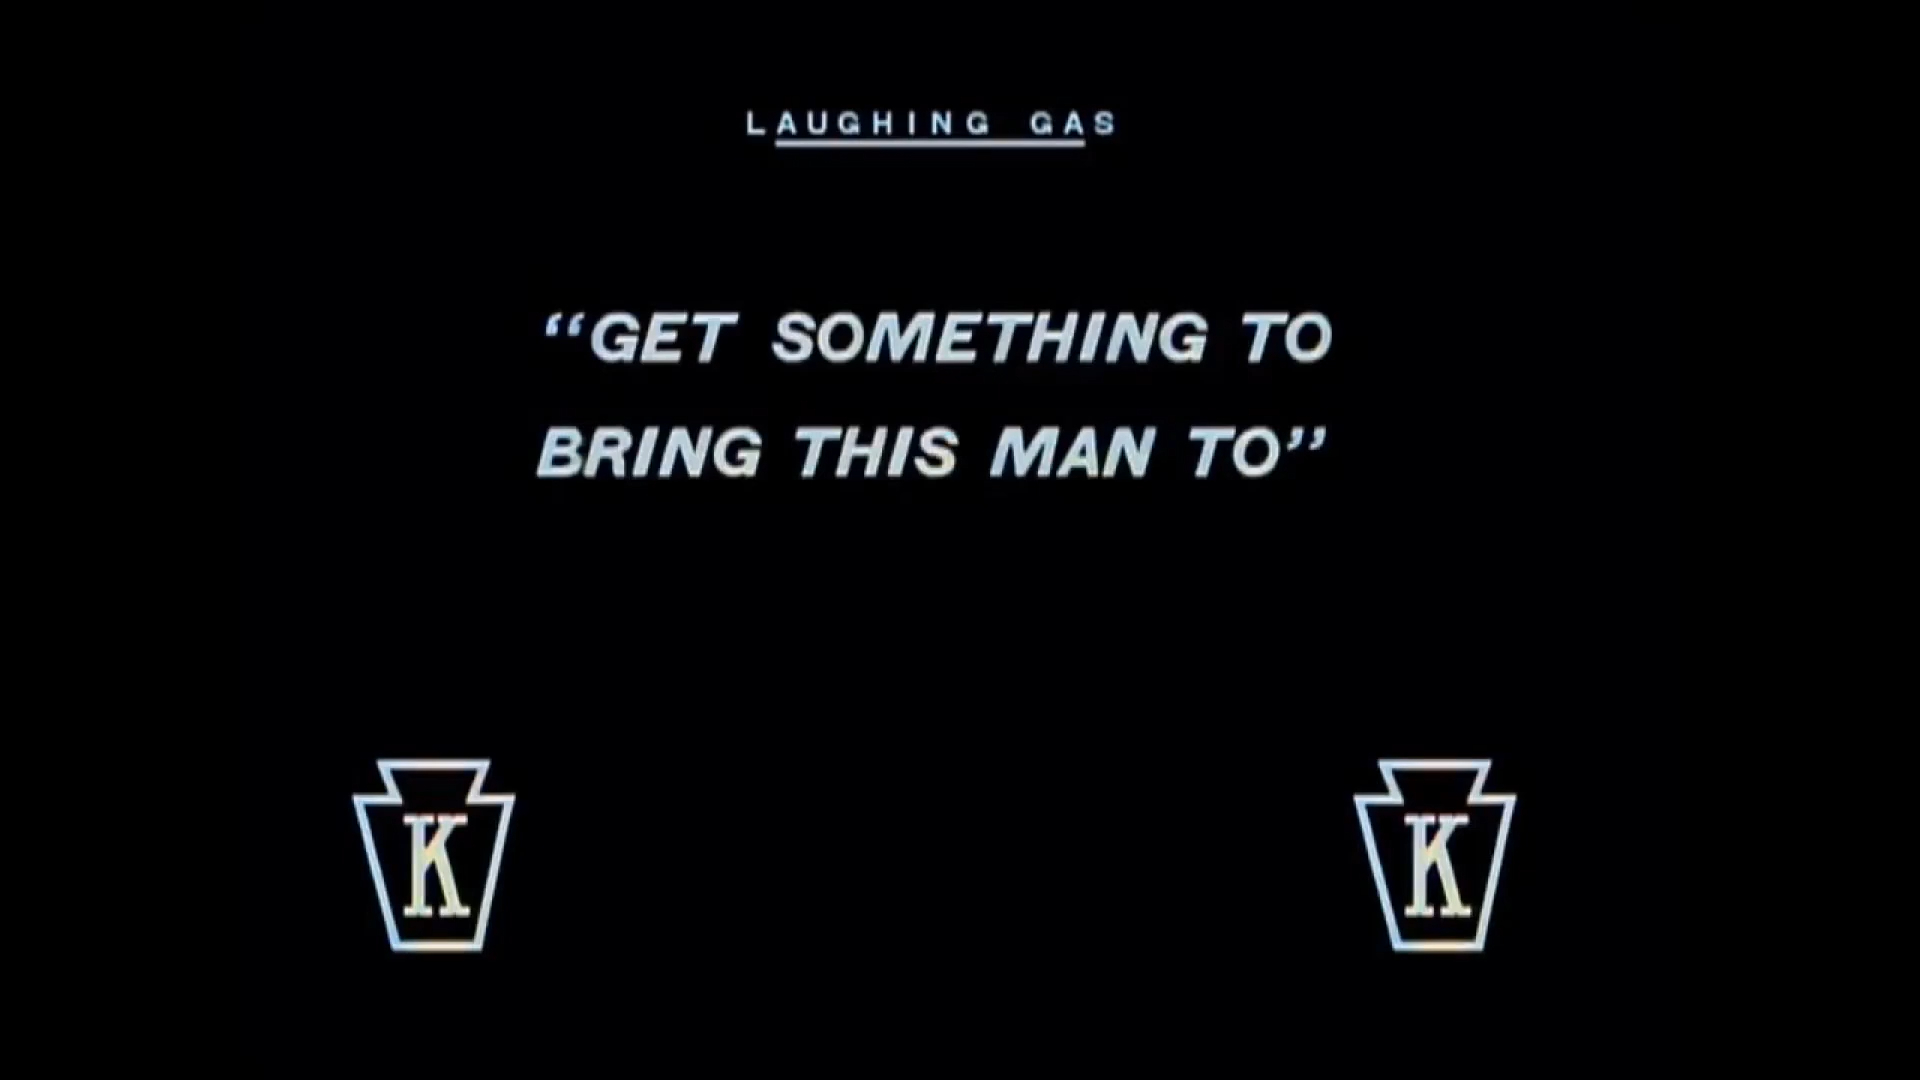 LAUGHING GAS
“GET SOMETHING TO
BRING THIS MAN TO”
K K